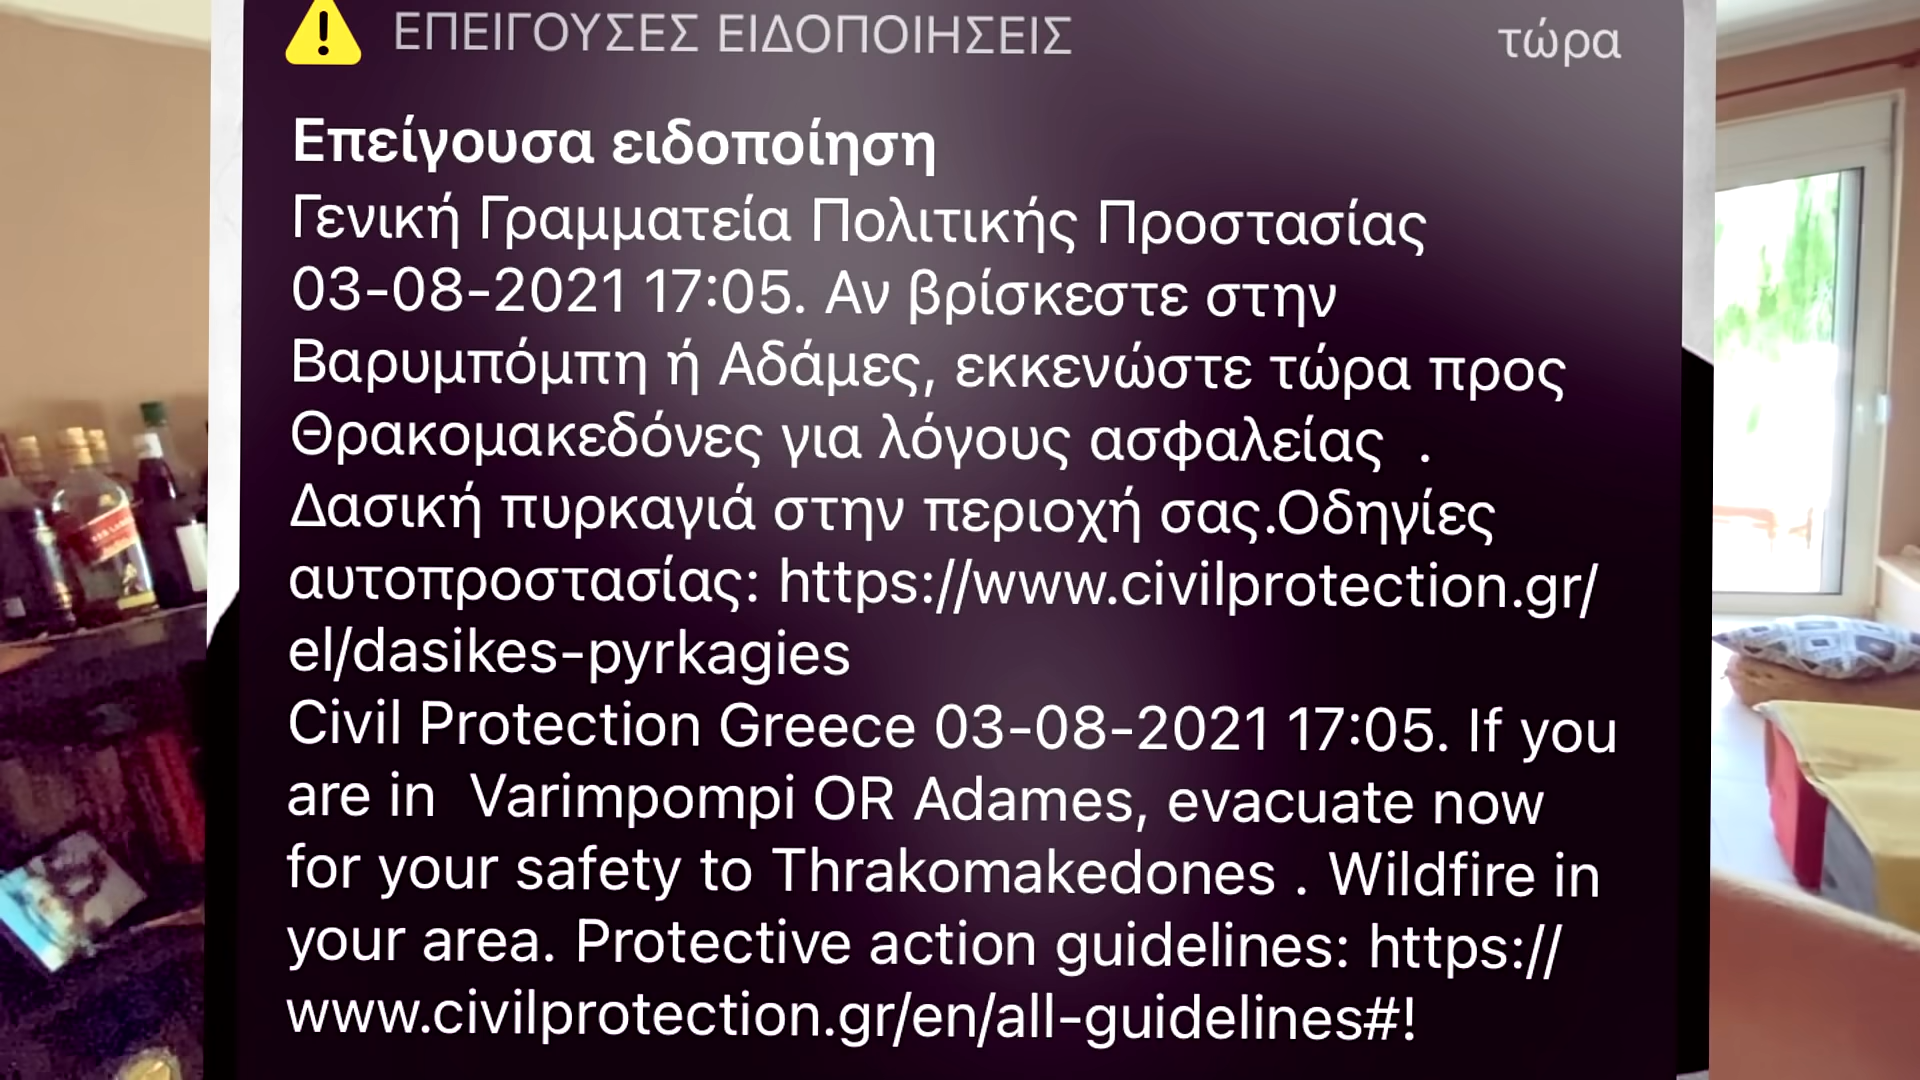 ΕΠΕΙΓΟΥΣΕΣ ΕΙΔΟΠΟΙΗΣΕΙΣ τώρα
Επείγουσα ειδοποίηση
Γενική Γραμματεία Πολιτικής Προστασίας
03-08-2021 17:05. Αν βρίσκεστε στην
Βαρυμπόμπη ή Αδάμες, εκκενώστε τώρα προς
Θρακομακεδόνες για λόγους ασφαλείας  .
Δασική πυρκαγιά στην περιοχή σας.Οδηγίες
αυτοπροστασίας: https://www.civilprotection.gr/
el/dasikes-pyrkagies
Civil Protection Greece 03-08-2021 17:05. If you
are in  Varimpompi OR Adames, evacuate now
for your safety to Thrakomakedones . Wildfire in
your area. Protective action guidelines: https://
www.civilprotection.gr/en/all-guidelines#!